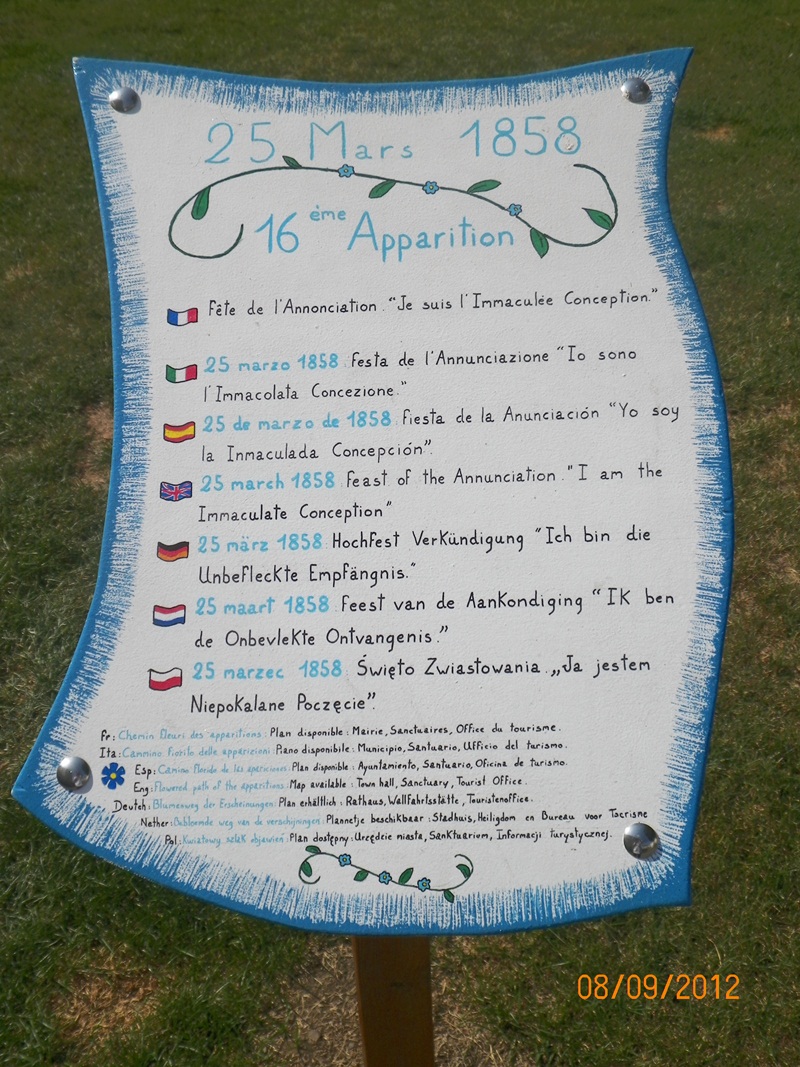 25 Mars 1858
16ème Apparition
Fête de l'Annonciation. "Je suis l'Immaculée Conception."
25 marzo 1858 Festa de l'Annunciazione "Io sono
l'Immacolata Concezione."
25 de marzo de 1858 Fiesta de la Anunciación "Yo soy
la Inmaculada Concepción".
25 march 1858 Feast of the Annunciation. "I am the
Immaculate Conception"
25 märz 1858 Hochfest Verkündigung "Ich bin die
Unbefleckte Empfängnis."
25 maart 1858 Feest van de Aankondiging "Ik ben
de Onbevlekte Ontvangenis."
25 marzec 1858 Święto Zwiastowania. „Ja jestem
Niepokalane Poczęcie".
Fr: Chemin fleuri des apparitions: Plan disponible: Mairie, Sanctuaires, Office du tourisme.
Ita: Cammino fiorito delle apparizioni: Piano disponibile: Municipio, Santuario, Ufficio del turismo.
Esp: Camino florido de las apariciones: Plan disponible: Ayuntamiento, Santuario, Oficina de turismo.
Eng: Flowered path of the apparitions: Map available: Town hall, Sanctuary, Tourist Office.
Deutch: Blumenweg der Erscheinungen: Plan erhältlich: Rathaus, Wallfahrtsstätte, Touristenoffice.
Nether: weg van de verschijningen: Plannetje beschikbaar: Stadhuis, Heiligdom en Bureau voor Toerisme
Pol: Kwiatowy szlak objawień: Plan dostępny: Urzędzie miasta, Sanktuarium, Informacji turystycznej.
08/09/2012